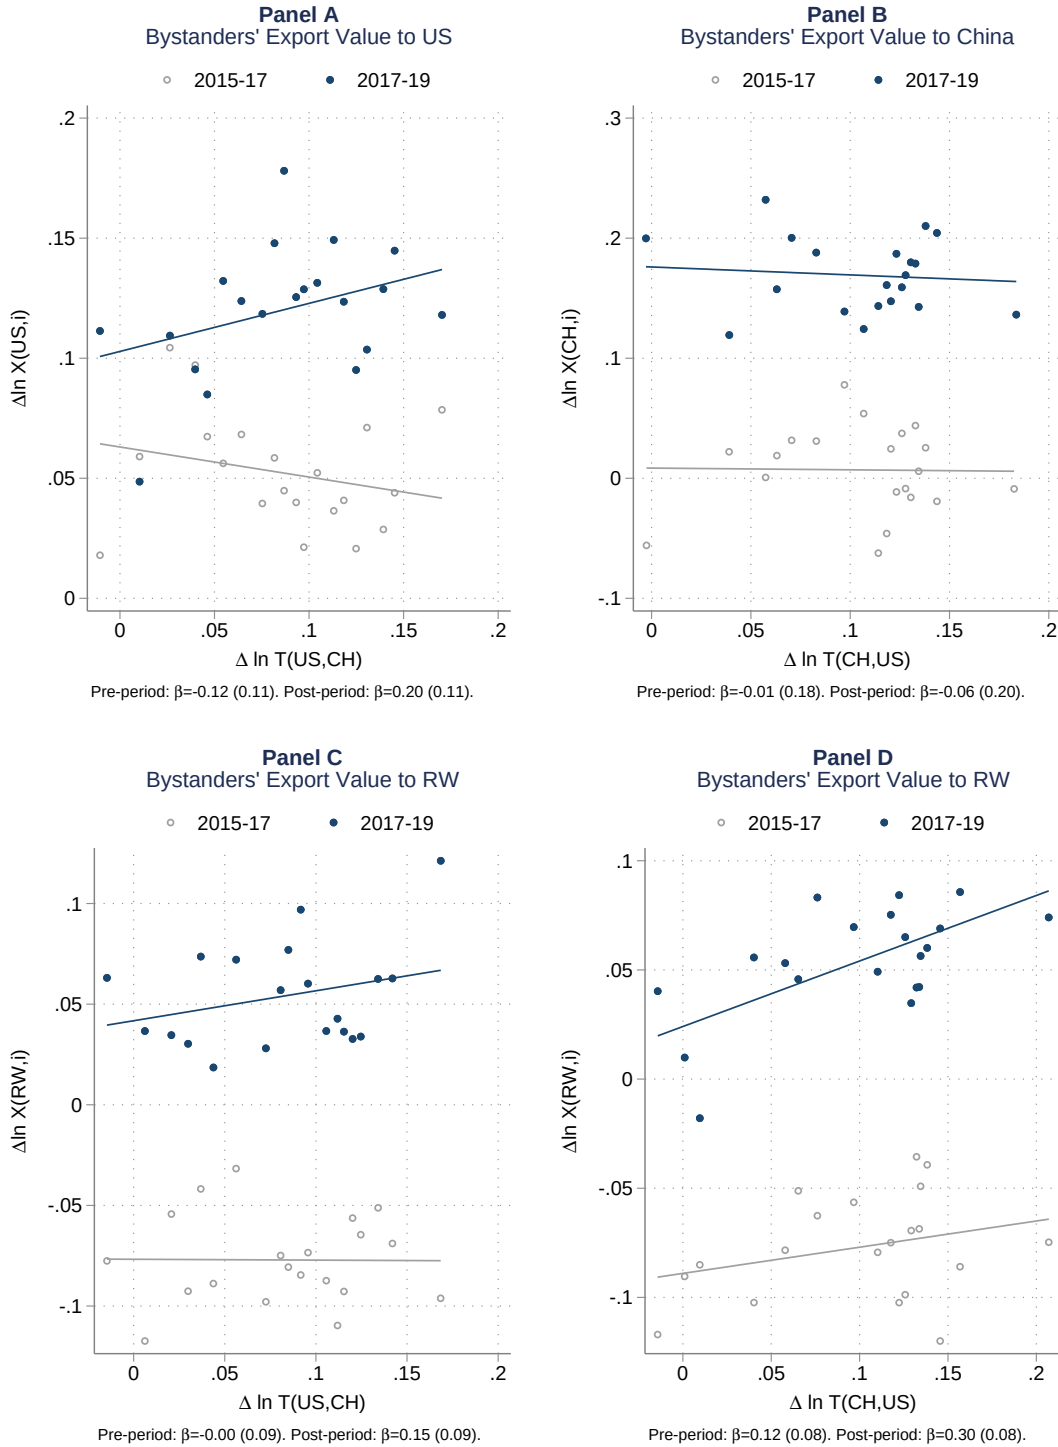 Panel A
Bystanders' Export Value to US
2015-17 2017-19
.2
.15
.1
.05
0
Δln X(US,i)
0 .05 .1 .15 .2
Δ ln T(US,CH)
Pre-period: β=-0.12 (0.11). Post-period: β=0.20 (0.11).
Panel B
Bystanders' Export Value to China
2015-17 2017-19
.3
.2
.1
0
-.1
Δln X(CH,i)
0 .05 .1 .15 .2
Δ ln T(CH,US)
Pre-period: β=-0.01 (0.18). Post-period: β=-0.06 (0.20).
Panel C
Bystanders' Export Value to RW
2015-17 2017-19
.1
.05
0
-.05
-.1
Δln X(RW,i)
0 .05 .1 .15 .2
Δ ln T(US,CH)
Pre-period: β=-0.00 (0.09). Post-period: β=0.15 (0.09).
Panel D
Bystanders' Export Value to RW
2015-17 2017-19
.1
.05
0
-.05
-.1
Δln X(RW,i)
0 .05 .1 .15 .2
Δ ln T(CH,US)
Pre-period: β=0.12 (0.08). Post-period: β=0.30 (0.08).